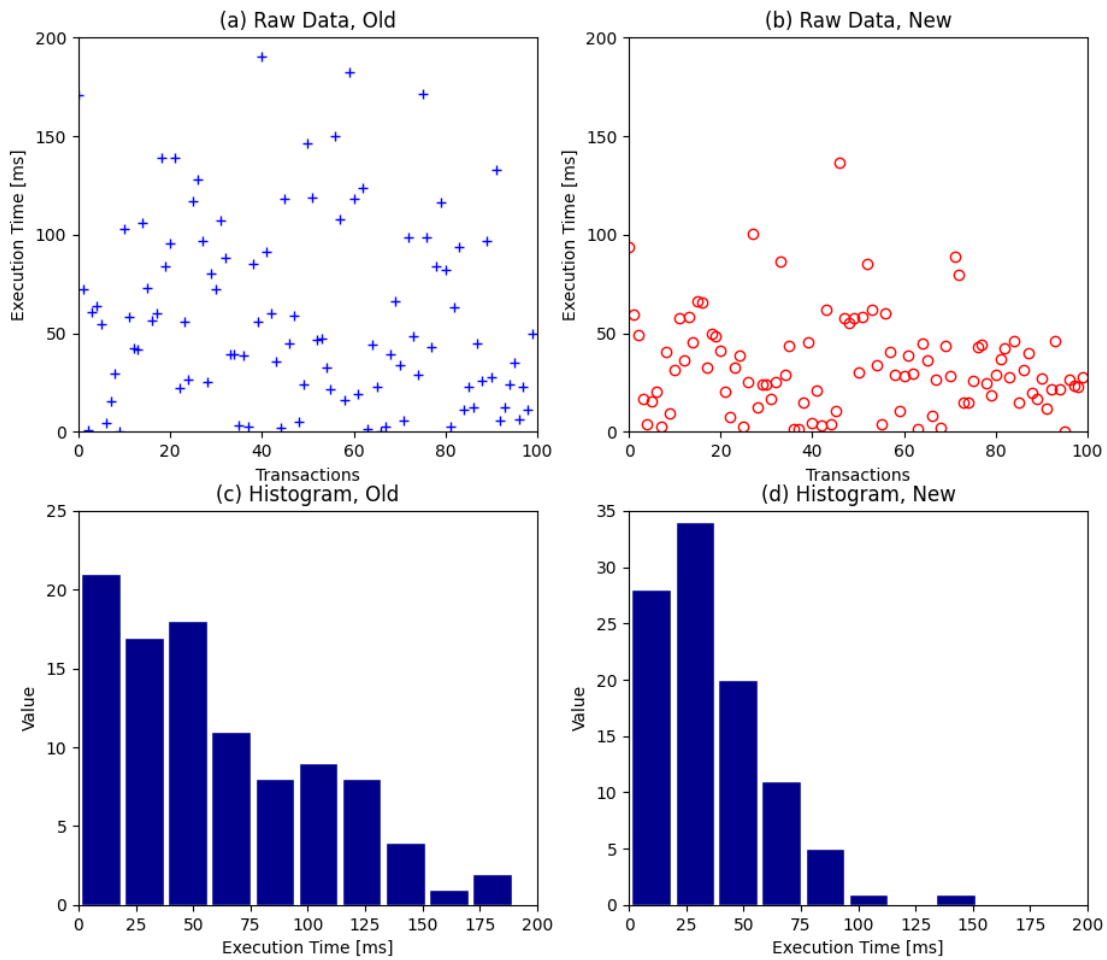 (a) Raw Data, Old
200
150
100
50
0
Execution Time [ms]
0 20 40 60 80 100
Transactions
(b) Raw Data, New
200
150
100
50
0
Execution Time [ms]
0 20 40 60 80 100
Transactions
(c) Histogram, Old
25
20
15
10
5
0
Value
0 25 50 75 100 125 150 175 200
Execution Time [ms]
(d) Histogram, New
35
30
25
20
15
10
5
0
Value
0 25 50 75 100 125 150 175 200
Execution Time [ms]